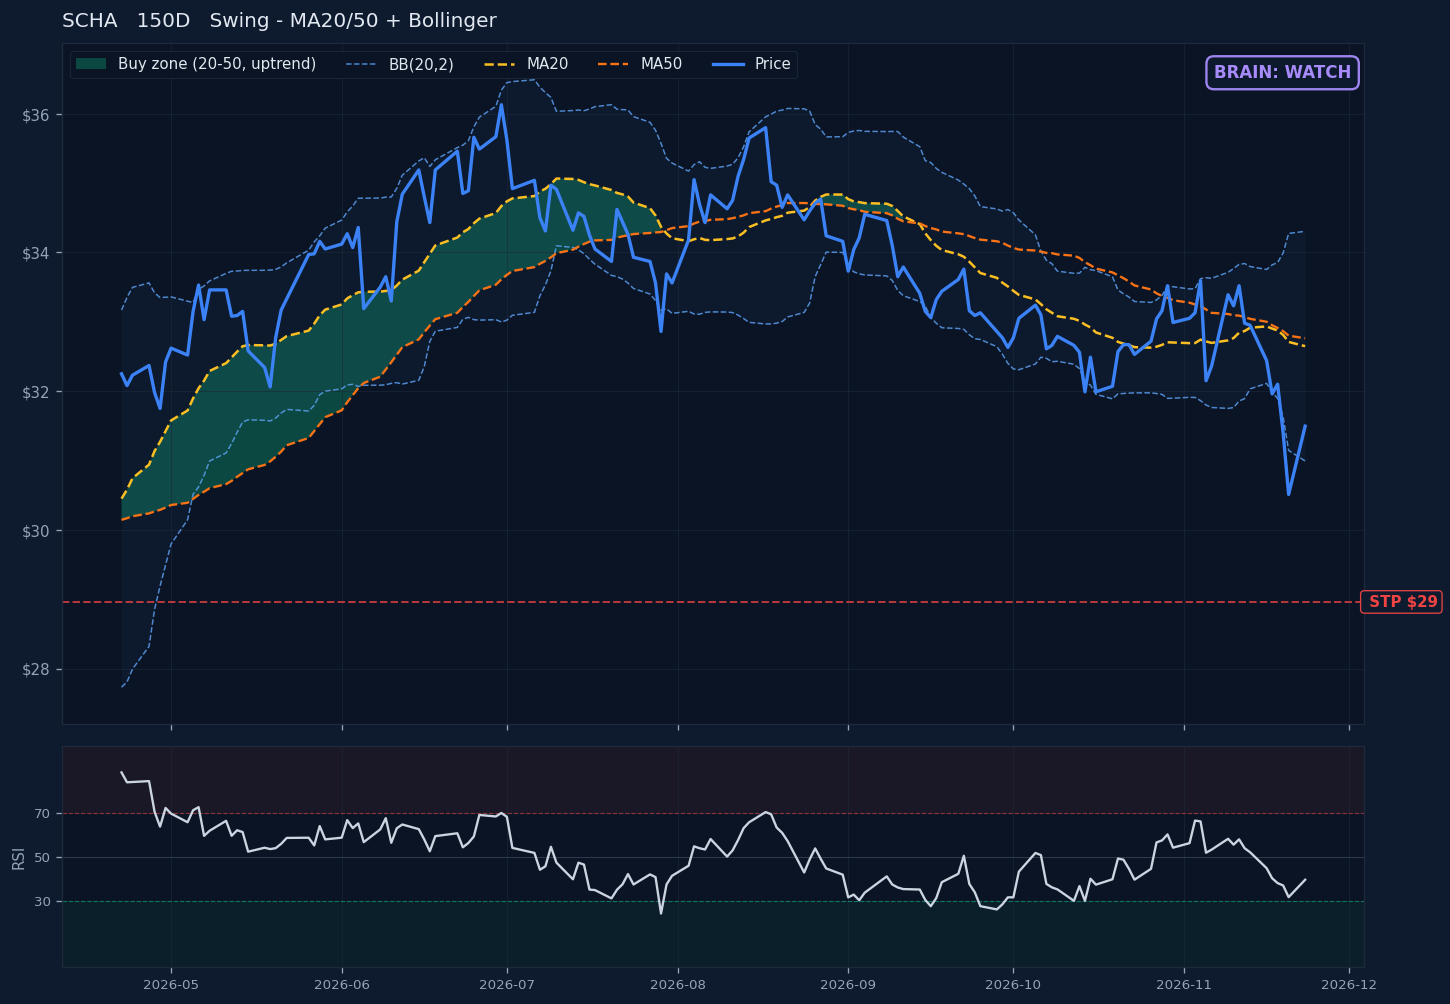 SCHA   150D   Swing - MA20/50 + Bollinger
Buy zone (20-50, uptrend)
BB(20,2)
MA20
MA50
Price
BRAIN: WATCH
$36
$34
$32
$30
$28
STP $29
70
50
30
RSI
2026-05
2026-06
2026-07
2026-08
2026-09
2026-10
2026-11
2026-12